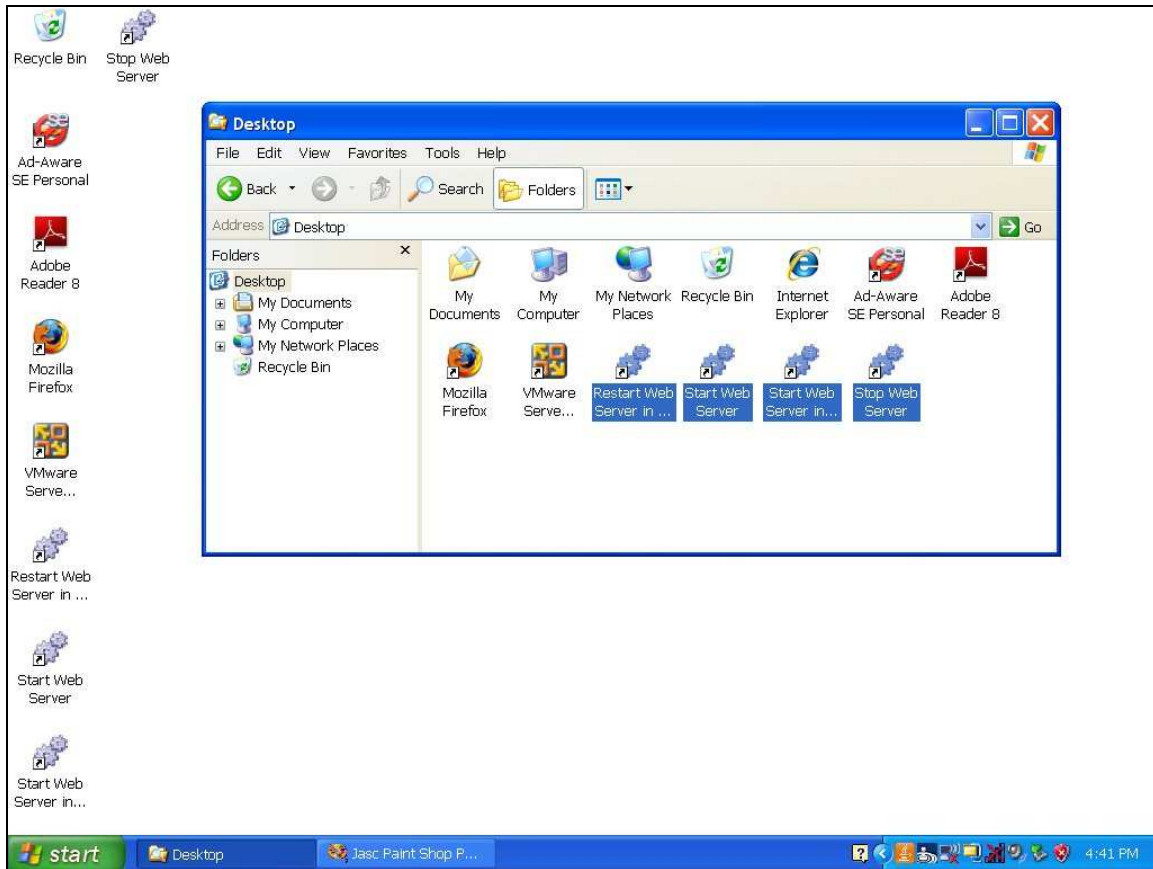 Recycle Bin
Stop Web
Server
Ad-Aware
SE Personal
Adobe
Reader 8
Mozilla
Firefox
VMware
Serve...
Restart Web
Server in ...
Start Web
Server
Start Web
Server in...
Desktop
File Edit View Favorites Tools Help
Back Search Folders
Address Desktop Go
Folders
Desktop
My Documents
My Computer
My Network Places
Recycle Bin
My
Documents
My
Computer
My Network
Places
Recycle Bin
Internet
Explorer
Ad-Aware
SE Personal
Adobe
Reader 8
Mozilla
Firefox
VMware
Serve...
Restart Web
Server in ...
Start Web
Server
Start Web
Server in...
Stop Web
Server
start Desktop Jasc Paint Shop P... 4:41 PM